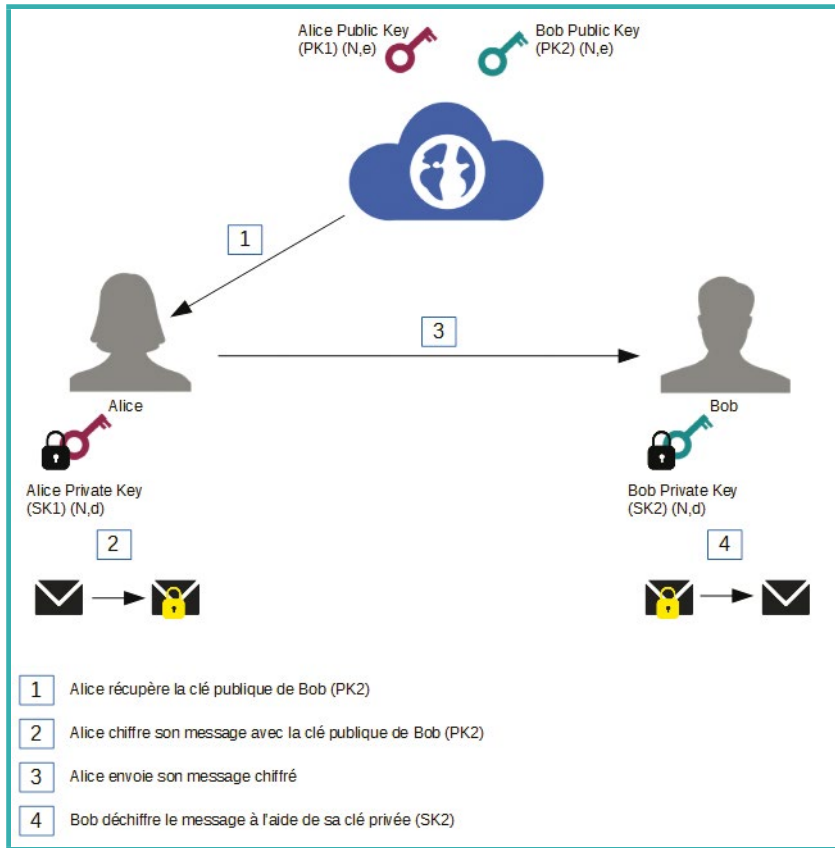 Alice Public Key
(PK1) (N,e)
Bob Public Key
(PK2) (N,e)
1
3
Alice
Bob
Alice Private Key
(SK1) (N,d)
Bob Private Key
(SK2) (N,d)
2
4
1 Alice récupère la clé publique de Bob (PK2)
2 Alice chiffre son message avec la clé publique de Bob (PK2)
3 Alice envoie son message chiffré
4 Bob déchiffre le message à l'aide de sa clé privée (SK2)